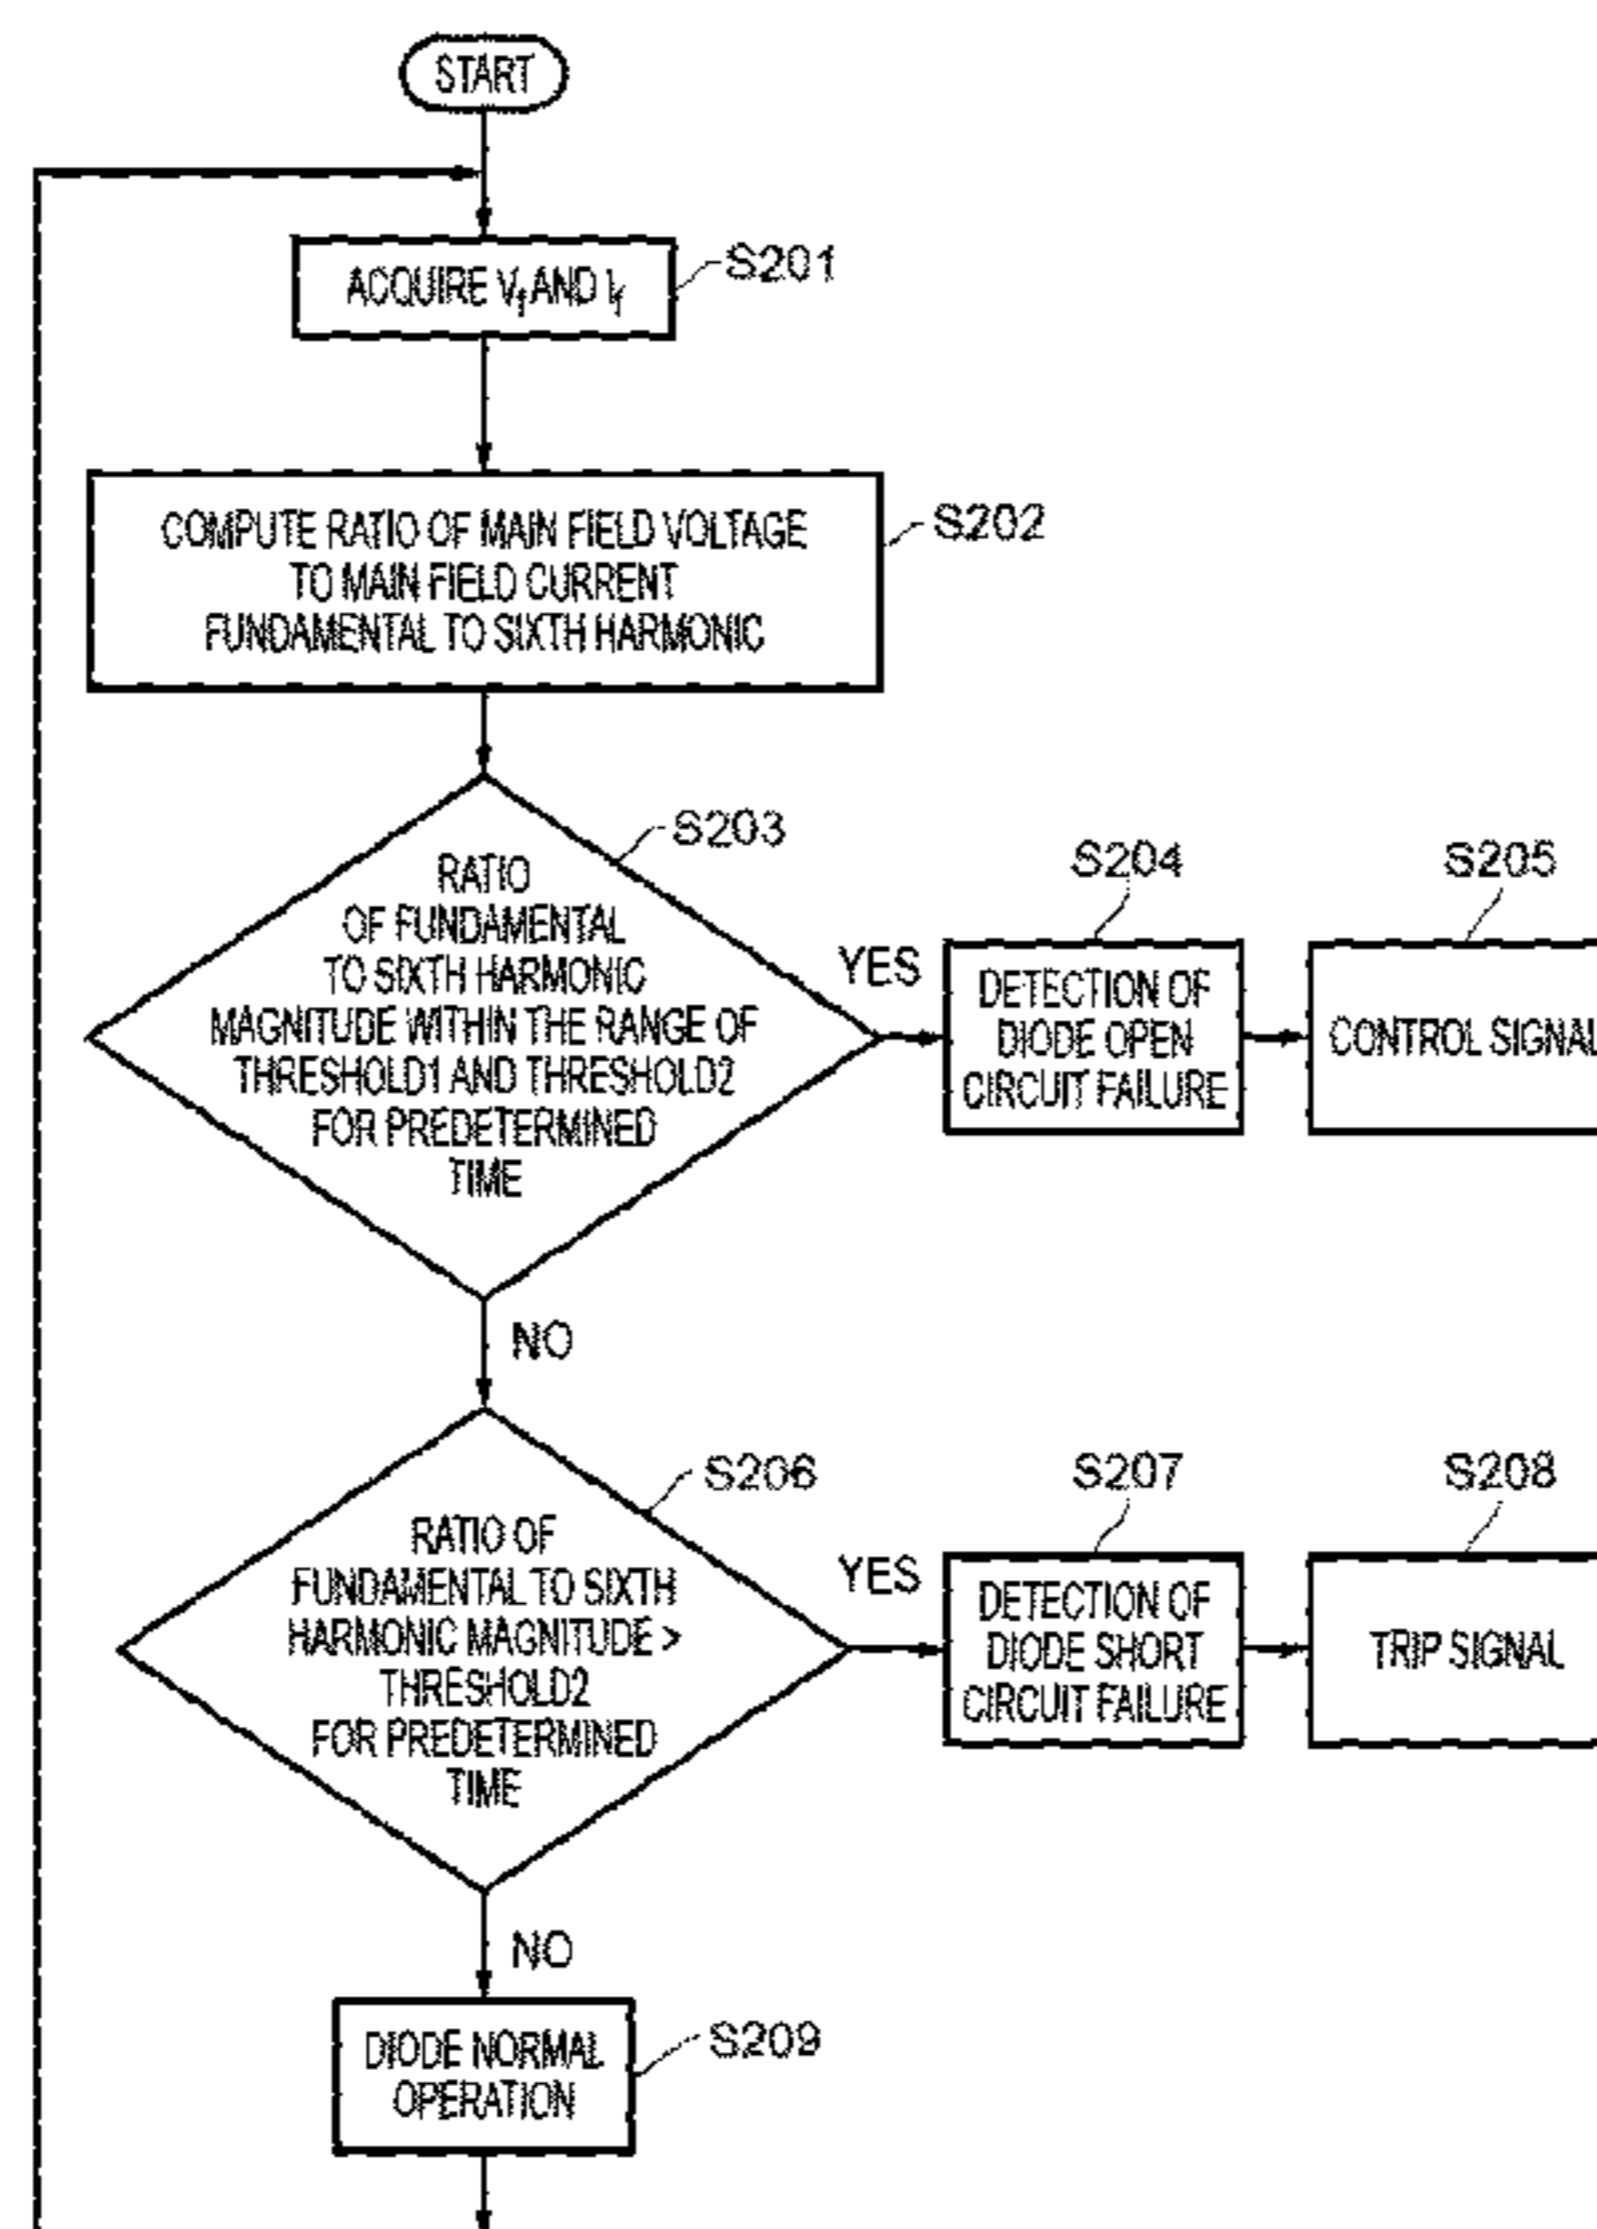 START
ACQUIRE Vf AND If
S201
COMPUTE RATIO OF MAIN FIELD VOLTAGE
TO MAIN FIELD CURRENT
FUNDAMENTAL TO SIXTH HARMONIC
S202
S203
RATIO
OF FUNDAMENTAL
TO SIXTH HARMONIC
MAGNITUDE WITHIN THE RANGE OF
THRESHOLD1 AND THRESHOLD2
FOR PREDETERMINED
TIME
YES
S204
DETECTION OF
DIODE OPEN
CIRCUIT FAILURE
S205
CONTROL SIGNAL
NO
S206
RATIO OF
FUNDAMENTAL TO SIXTH
HARMONIC MAGNITUDE >
THRESHOLD2
FOR PREDETERMINED
TIME
YES
S207
DETECTION OF
DIODE SHORT
CIRCUIT FAILURE
S208
TRIP SIGNAL
NO
DIODE NORMAL
OPERATION
S209